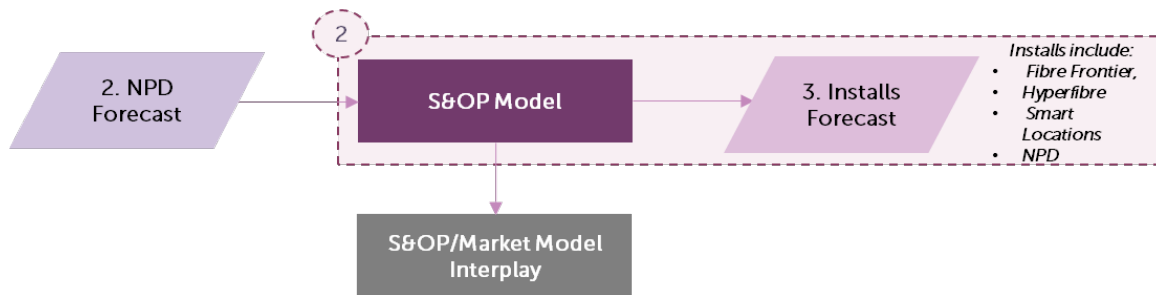 2
2. NPD
Forecast
S&OP Model
3. Installs
Forecast
Installs include:
• Fibre Frontier,
• Hyperfibre
• Smart
Locations
• NPD
S&OP/Market Model
Interplay